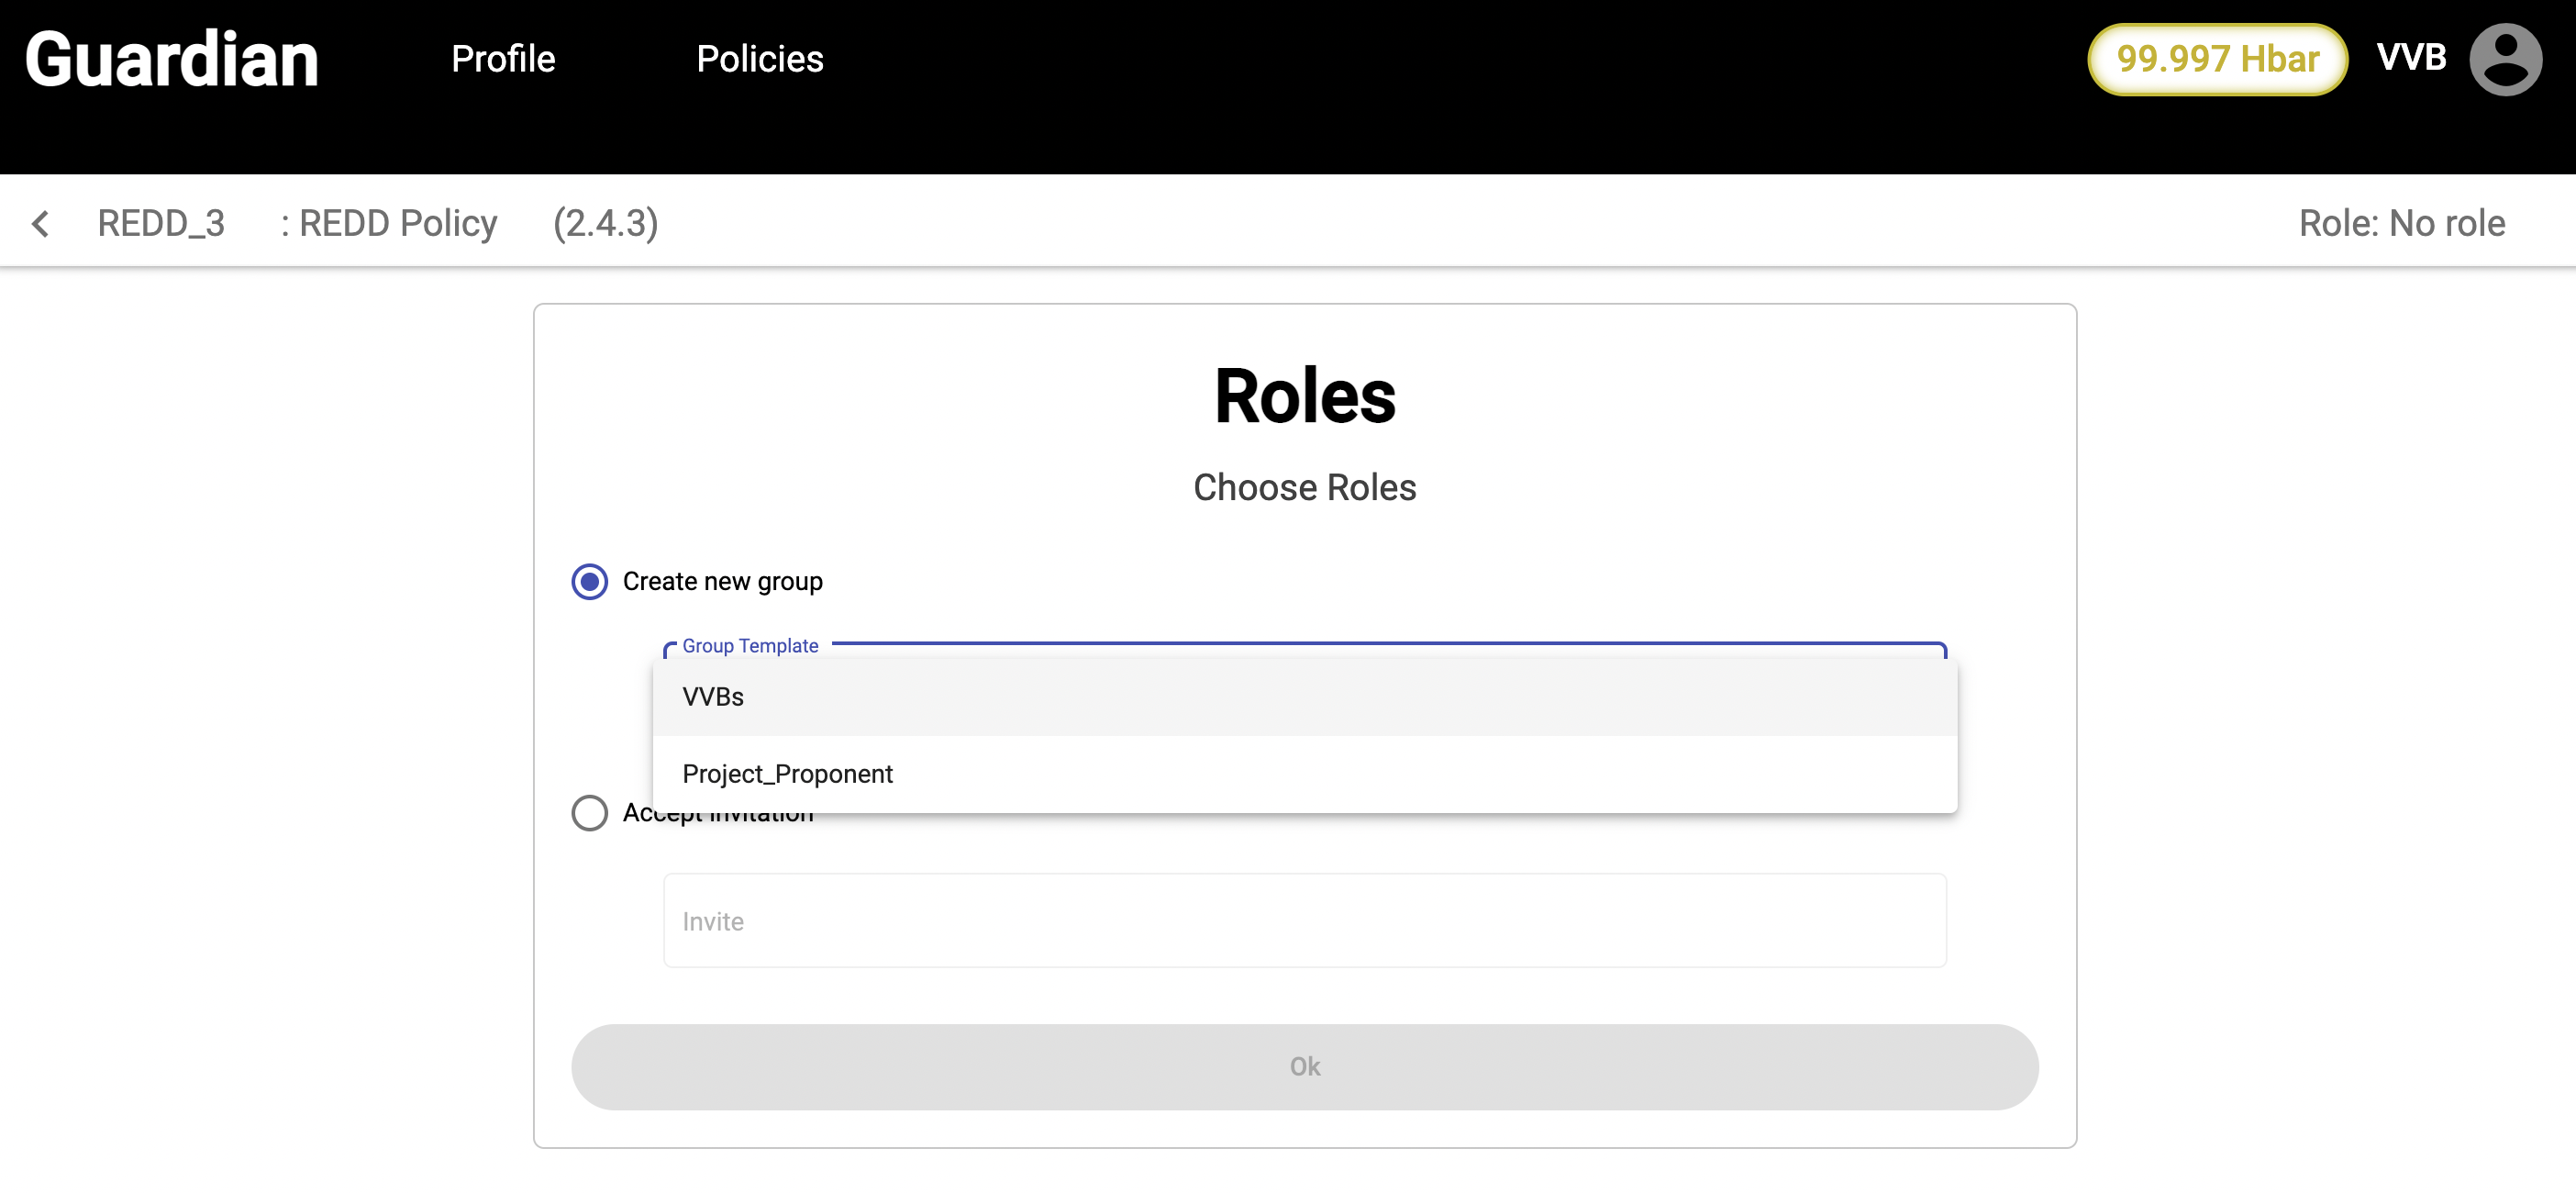 Guardian Profile Policies 99.997 Hbar VVB
REDD_3 : REDD Policy (2.4.3) Role: No role
Roles
Choose Roles
Create new group
Group Template
VVBs
Project_Proponent
Accept invitation
Invite
Ok